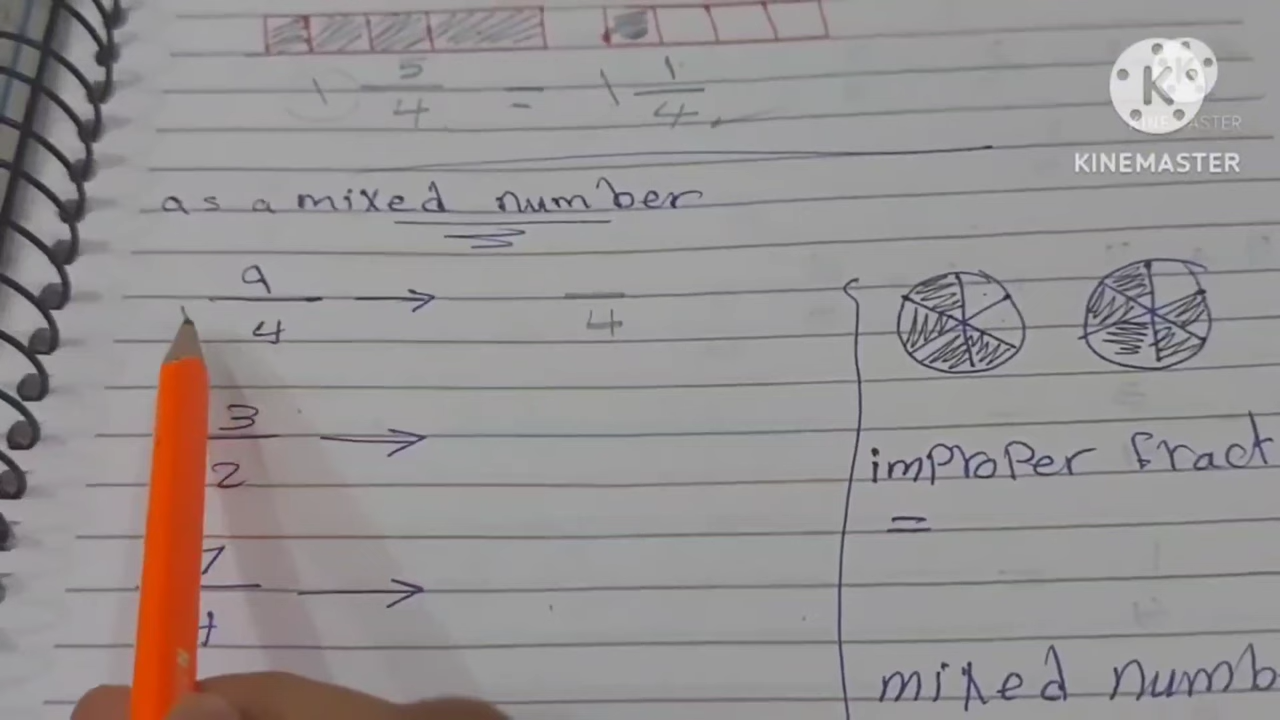 5/4 = 1 1/4
KINEMASTER
as a mixed number
9/4 → /4
3/2 →
7/4 →
improper fract
=
mixed numb